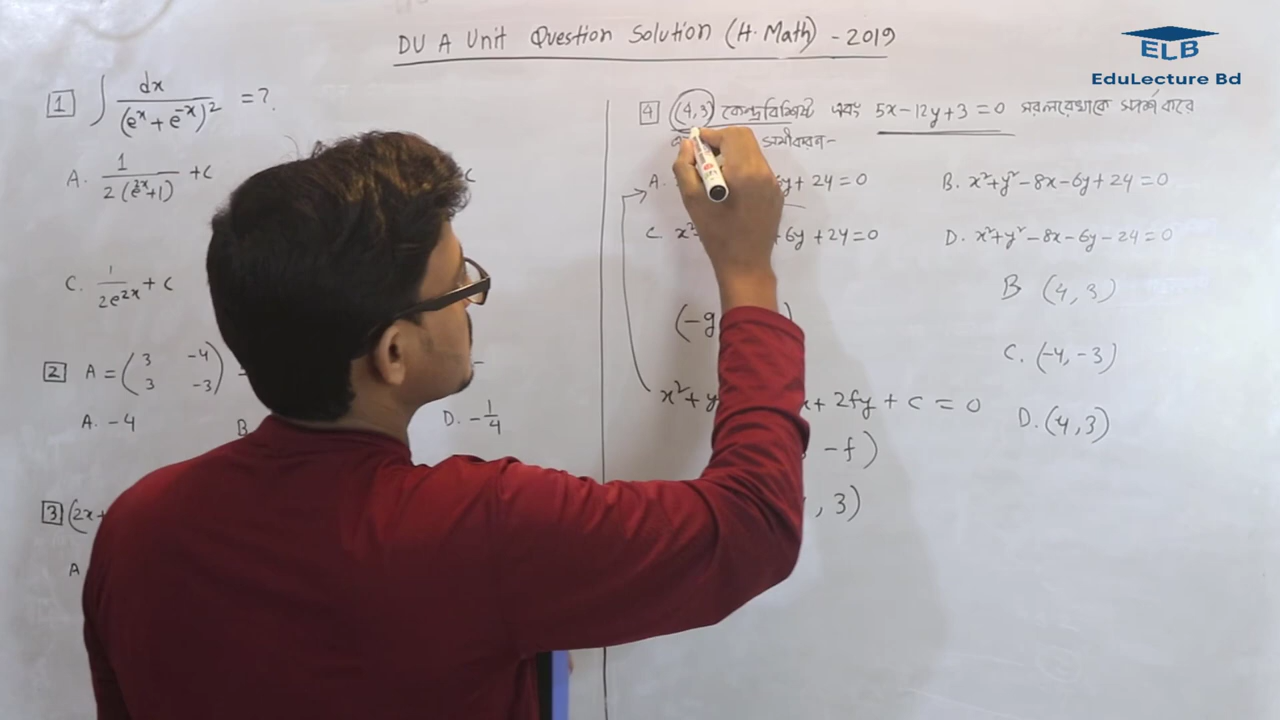 DU A Unit Question Solution (H. Math) - 2019
ELB
EduLecture Bd
1 ∫ dx/(eˣ + e⁻ˣ)² = ?
A. 1/2(e²ˣ+1) + c
C. 1/2e²ˣ + c
2 A = (3 -4 3 -3)
A. -4
B.
D. -1/4
3 (2x+
A
4 (4,3) কেন্দ্রবিশিষ্ট এবং 5x-12y+3=0 সরলরেখাকে স্পর্শ করে
সমীকরণ-
A. 6y+24=0
B. x²+y²-8x-6y+24=0
C. +6y+24=0
D. x²+y²-8x-6y-24=0
B (4, 3)
(-g
C. (-4, -3)
x²+y x+2fy+c=0
D. (4, 3)
-f)
, 3)